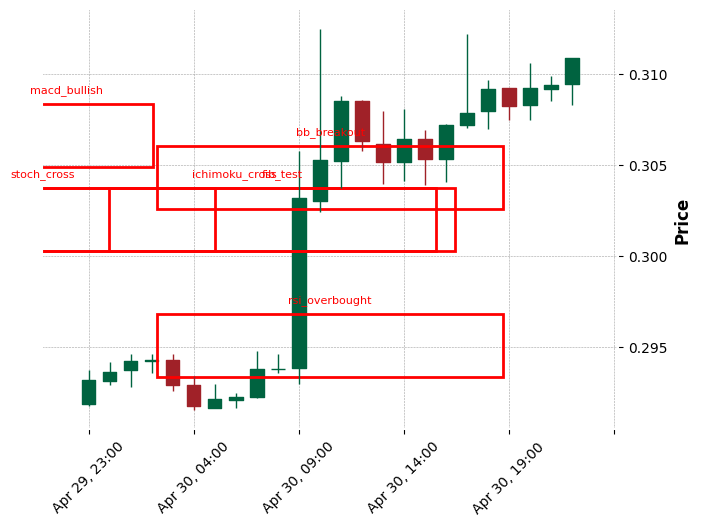 macd_bullish
0.310
bb_breakout
0.305
stoch_cross
ichimoku_cross
fib_test
Price
0.300
rsi_overbought
0.295
Apr 29, 23:00
Apr 30, 04:00
Apr 30, 09:00
Apr 30, 14:00
Apr 30, 19:00